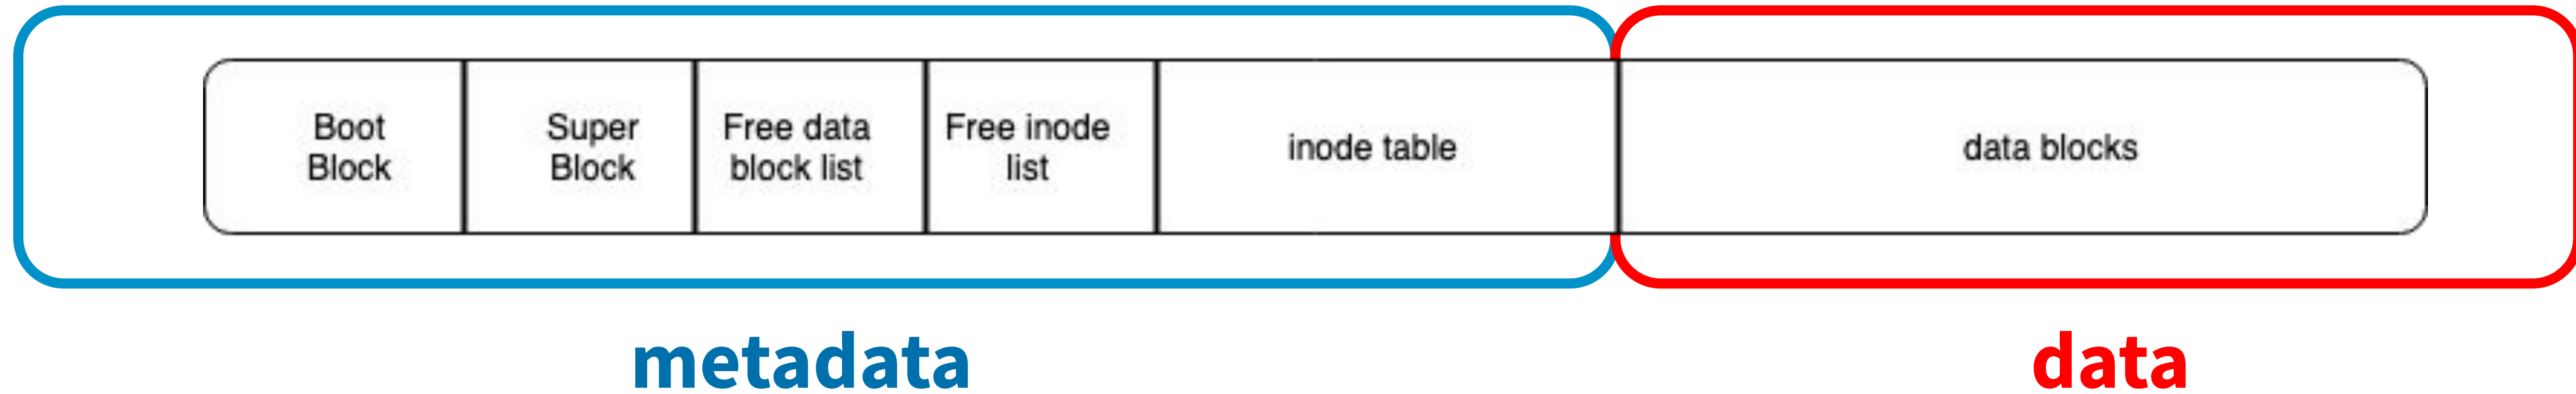 Boot
Block
Super
Block
Free data
block list
Free inode
list
inode table
data blocks
metadata
data